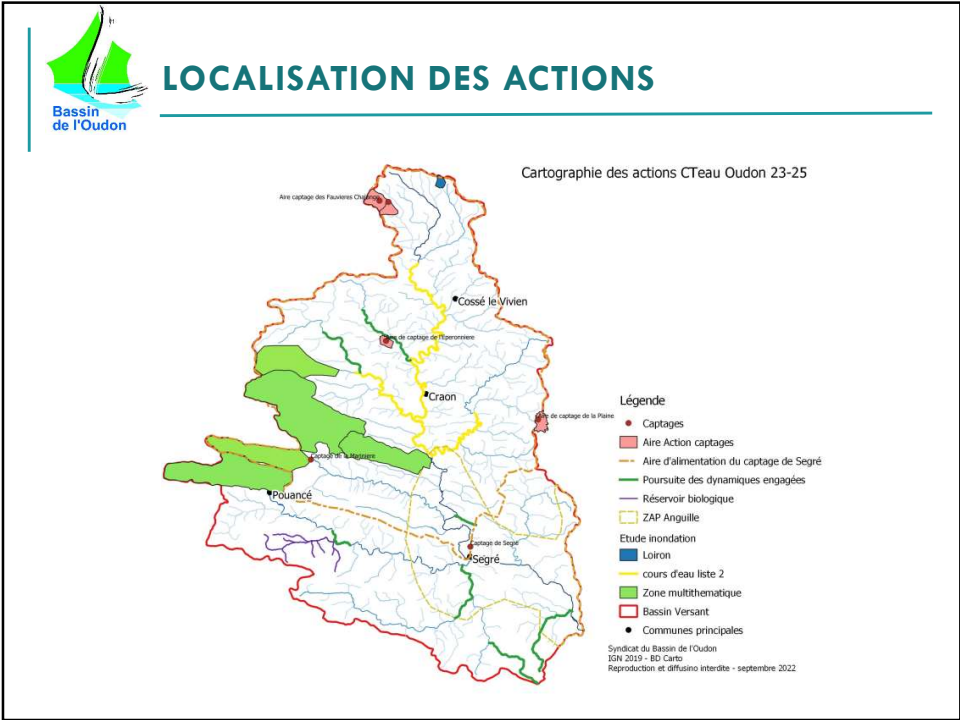 Bassin
de l'Oudon
LOCALISATION DES ACTIONS
Cartographie des actions CTeau Oudon 23-25
Aire captage des Fauvieres
Cossé le Vivien
de captage de l'Eperonniere
Craon
de captage de la Plaine
Captage de la Mariniere
Pouancé
Captage de Segré
Segré
Légende
Captages
Aire Action captages
Aire d'alimentation du captage de Segré
Poursuite des dynamiques engagées
Réservoir biologique
ZAP Anguille
Etude inondation
Loiron
cours d'eau liste 2
Zone multithematique
Bassin Versant
Communes principales
Syndicat du Bassin de l'Oudon
IGN 2019 - BD Carto
Reproduction et diffusino interdite - septembre 2022